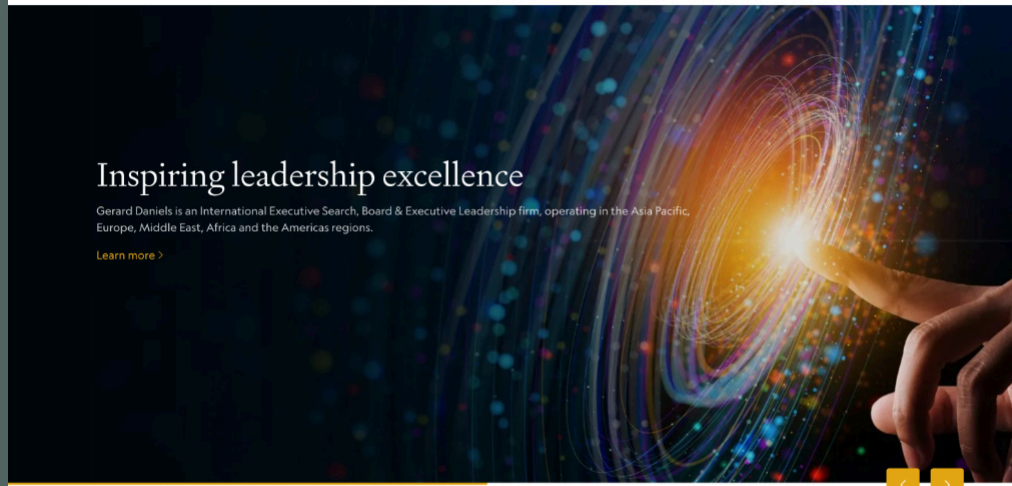 Inspiring leadership excellence
Gerard Daniels is an International Executive Search, Board & Executive Leadership firm, operating in the Asia Pacific,
Europe, Middle East, Africa and the Americas regions.
Learn more >